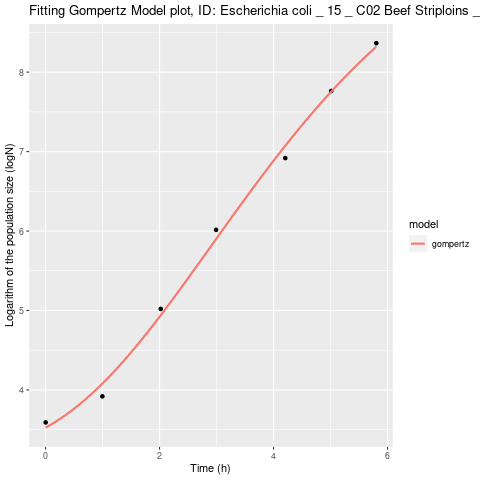 Fitting Gompertz Model plot, ID: Escherichia coli _ 15 _ C02 Beef Striploins _
Logarithm of the population size (logN)
8
7
6
5
4
0 2 4 6
Time (h)
model
gompertz